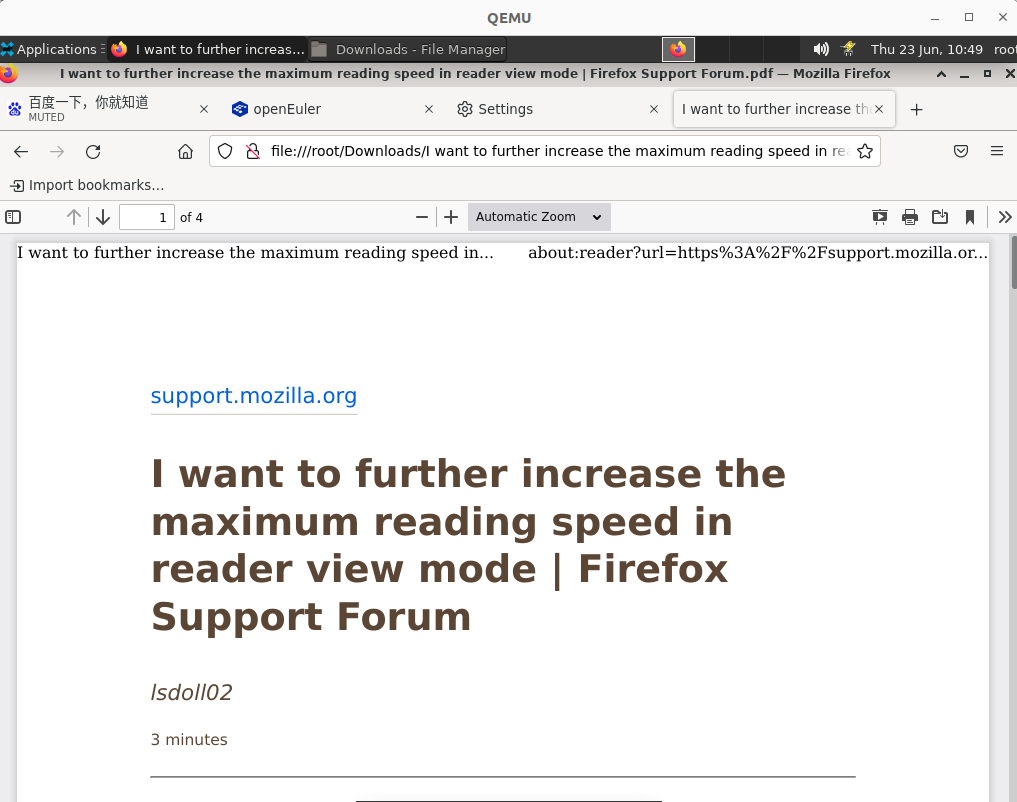 QEMU
Applications
I want to further increas...
Downloads - File Manager
Thu 23 Jun, 10:49
root
I want to further increase the maximum reading speed in reader view mode | Firefox Support Forum.pdf — Mozilla Firefox
百度一下，你就知道
MUTED
openEuler
Settings
I want to further increase th
file:///root/Downloads/I want to further increase the maximum reading speed in re
Import bookmarks...
1 of 4
Automatic Zoom
I want to further increase the maximum reading speed in...
about:reader?url=https%3A%2F%2Fsupport.mozilla.or...
support.mozilla.org
I want to further increase the
maximum reading speed in
reader view mode | Firefox
Support Forum
lsdoll02
3 minutes